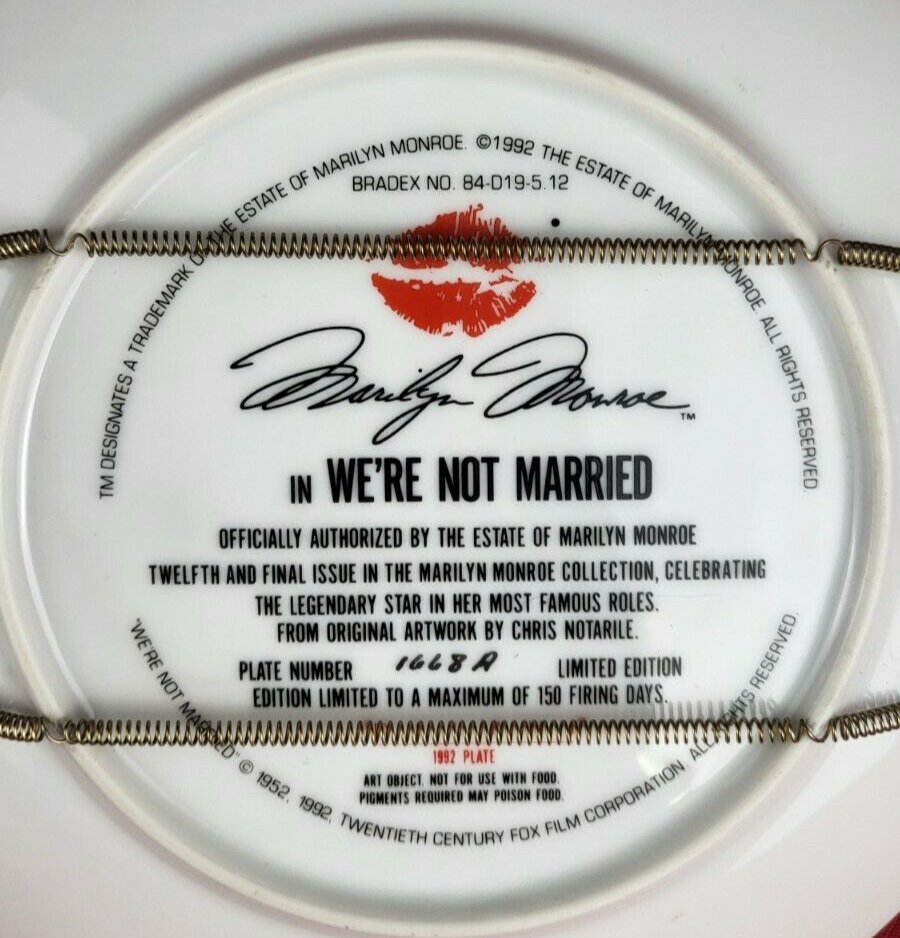 TM DESIGNATES A TRADEMARK OF THE ESTATE OF MARILYN MONROE. ©1992 THE ESTATE OF MARILYN MONROE ALL RIGHTS RESERVED.
BRADEX NO. 84-D19-5.12
Marilyn Monroe™
IN WE'RE NOT MARRIED
OFFICIALLY AUTHORIZED BY THE ESTATE OF MARILYN MONROE
TWELFTH AND FINAL ISSUE IN THE MARILYN MONROE COLLECTION, CELEBRATING
THE LEGENDARY STAR IN HER MOST FAMOUS ROLES.
FROM ORIGINAL ARTWORK BY CHRIS NOTARILE.
PLATE NUMBER 1668A LIMITED EDITION
EDITION LIMITED TO A MAXIMUM OF 150 FIRING DAYS.
1992 PLATE
ART OBJECT. NOT FOR USE WITH FOOD.
PIGMENTS REQUIRED MAY POISON FOOD.
"WE'RE NOT MARRIED" © 1952, 1992, TWENTIETH CENTURY FOX FILM CORPORATION. ALL RIGHTS RESERVED.